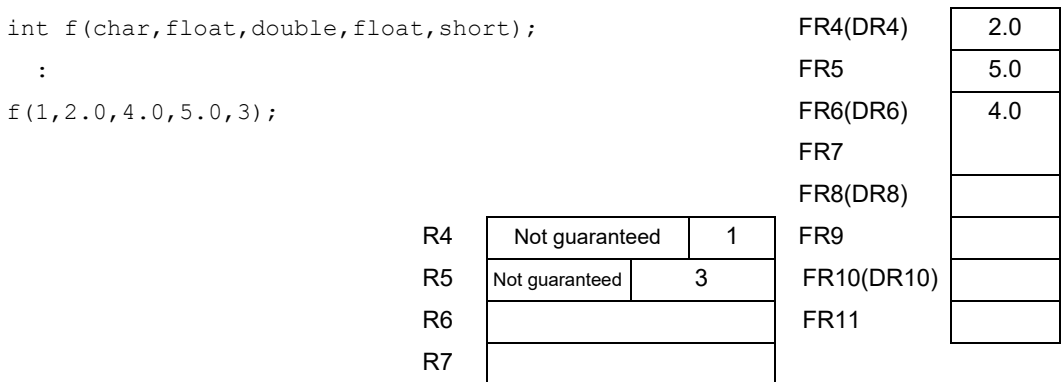 int f(char,float,double,float,short);
:
f(1,2.0,4.0,5.0,3);
FR4(DR4) 2.0
FR5 5.0
FR6(DR6) 4.0
FR7
FR8(DR8)
R4 Not guaranteed 1 FR9
R5 Not guaranteed 3 FR10(DR10)
R6 FR11
R7